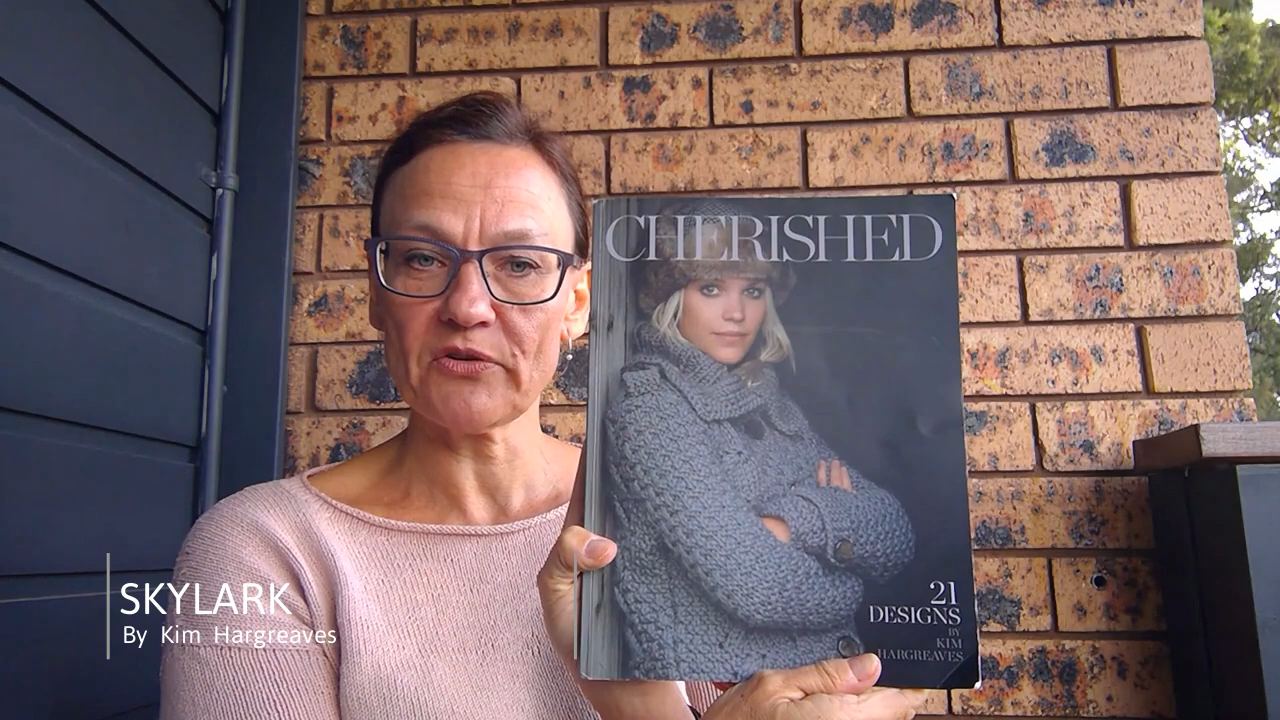 CHERISHED
21
DESIGNS
BY
KIM
HARGREAVES
SKYLARK
By Kim Hargreaves